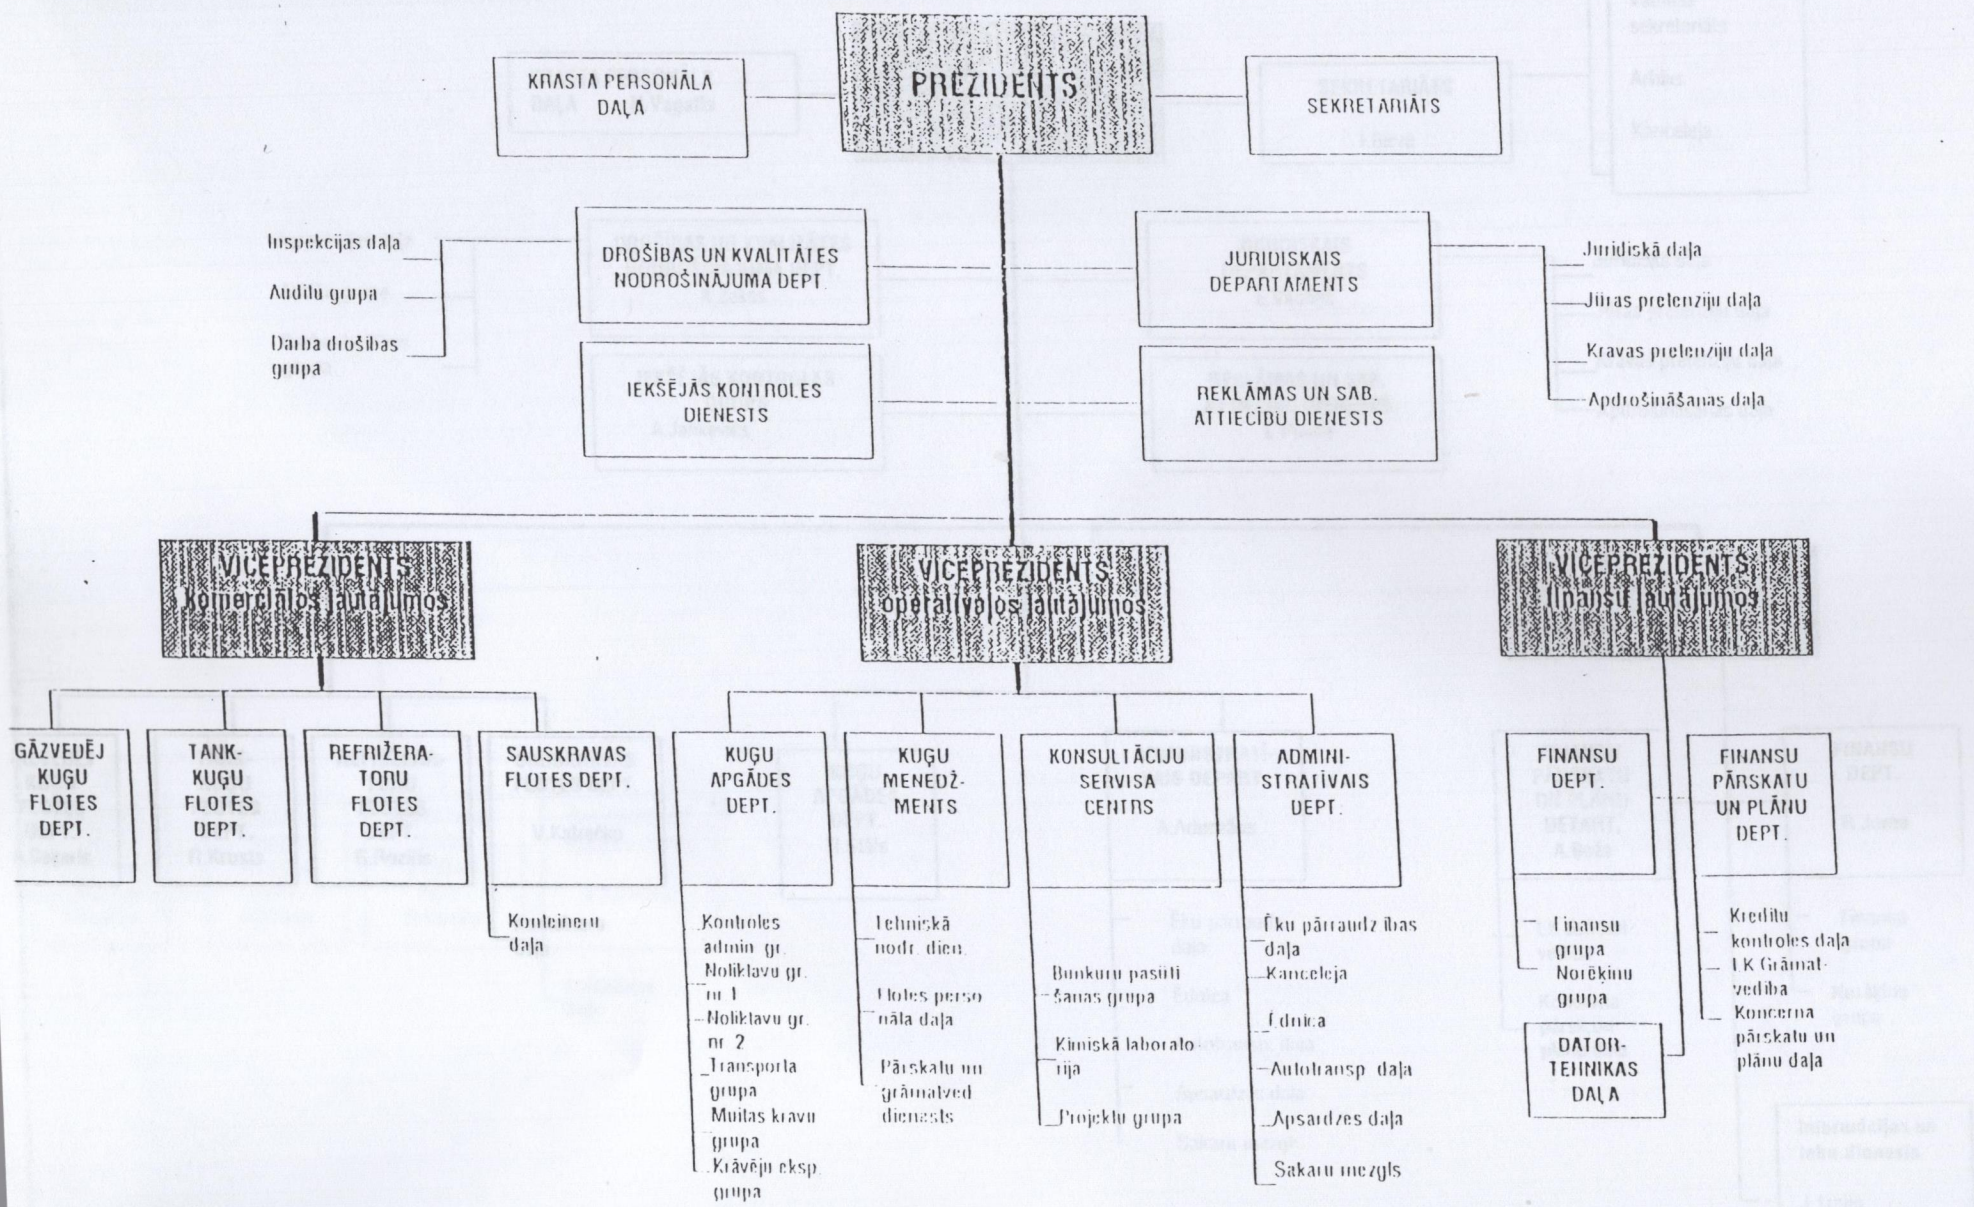 KRASTA PERSONĀLA
DAĻA
PREZIDENTS
SEKRETARIĀTS
Inspekcijas daļa
Auditu grupa
Darba drošības
grupa
DROŠĪBAS UN KVALITĀTES
NODROŠINĀJUMA DEPT.
JURIDISKAIS
DEPARTAMENTS
Juridiskā daļa
Jūras pretenziju daļa
Kravas pretenziju daļa
Apdrošināšanas daļa
IEKŠĒJĀS KONTROLES
DIENESTS
REKLĀMAS UN SAB.
ATTIECĪBU DIENESTS
VICEPREZIDENTS
komerciālos jautājumos
VICEPREZIDENTS
operatīvajos jautājumos
VICEPREZIDENTS
finansu jautājumos
GĀZVEDĒJ
KUĢU
FLOTES
DEPT.
TANK-
KUĢU
FLOTES
DEPT.
REFRIŽERA-
TORU
FLOTES
DEPT.
SAUSKRAVAS
FLOTES DEPT.
Konteineru
daļa
KUĢU
APGĀDES
DEPT.
Kontroles
admin gr.
Noliktavu gr.
nr 1
Noliktavu gr.
nr 2
Transporta
grupa
Muitas kravu
grupa
Krāvēju eksp.
grupa
KUĢU
MENEDŽ-
MENTS
Tehniskā
nodr. dien.
Flotes perso
nāla daļa
Pārskatu un
grāmatved
dienests
KONSULTĀCIJU
SERVISA
CENTRS
Bunkuru pasūti
šanas grupa
Ķimiskā laborato
rija
Projektu grupa
ADMINI-
STRATĪVAIS
DEPT.
Ēku pārraudzības
daļa
Kanceleja
Ēdnica
Autotransp. daļa
Apsardzes daļa
Sakaru mezgls
FINANSU
DEPT.
Finansu
grupa
Norēķinu
grupa
DATOR-
TEHNIKAS
DAĻA
FINANSU
PĀRSKATU
UN PLĀNU
DEPT.
Kredītu
kontroles daļa
LK Grāmat-
vedība
Koncerna
pārskatu un
plānu daļa